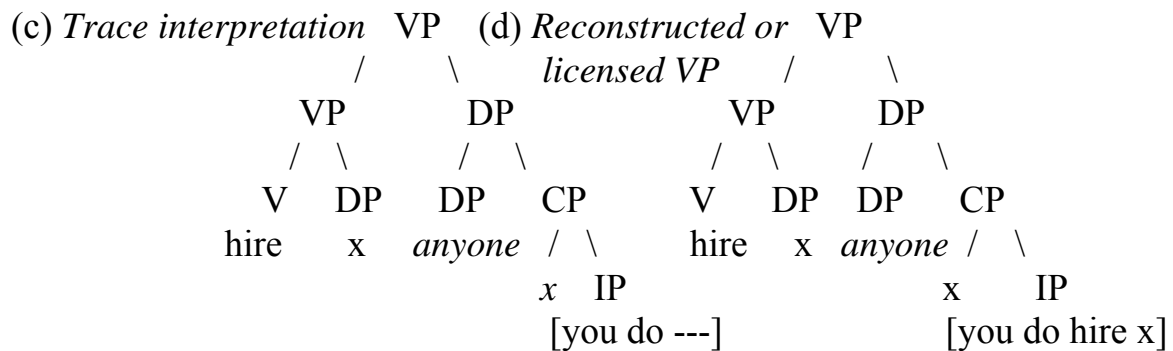 (c) Trace interpretation VP (d) Reconstructed or VP
/ \ licensed VP / \
VP DP VP DP
/ \ / \ / \ / \
V DP DP CP V DP DP CP
hire x anyone / \ hire x anyone / \
x IP x IP
[you do ---] [you do hire x]